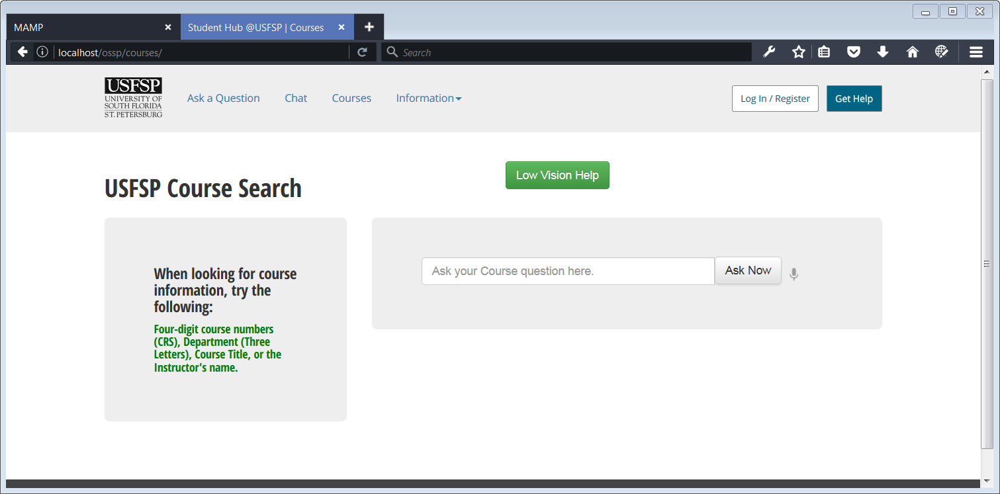 MAMP
Student Hub @USFSP | Courses
localhost/ossp/courses/
Search
USFSP
UNIVERSITY OF
SOUTH FLORIDA
ST. PETERSBURG
Ask a Question
Chat
Courses
Information
Log In / Register
Get Help
USFSP Course Search
Low Vision Help
When looking for course
information, try the
following:
Four-digit course numbers
(CRS), Department (Three
Letters), Course Title, or the
Instructor's name.
Ask your Course question here.
Ask Now